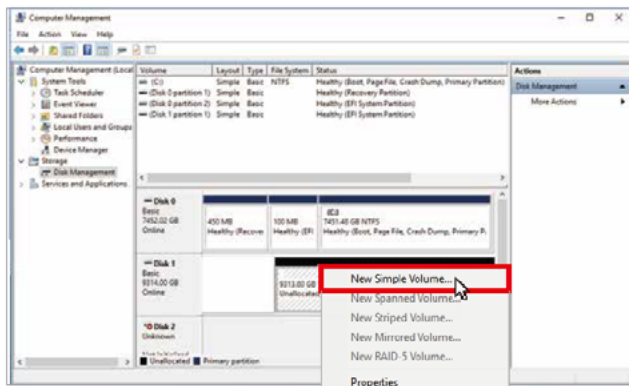 Computer Management
File Action View Help
Computer Management (Local
System Tools
Task Scheduler
Event Viewer
Shared Folders
Local Users and Groups
Performance
Device Manager
Storage
Disk Management
Services and Applications
Volume Layout Type File System Status
(C:) Simple Basic NTFS Healthy (Boot, Page File, Crash Dump, Primary Partition)
(Disk 0 partition 1) Simple Basic Healthy (Recovery Partition)
(Disk 0 partition 2) Simple Basic Healthy (EFI System Partition)
(Disk 1 partition 1) Simple Basic Healthy (EFI System Partition)
Actions
Disk Management
More Actions
Disk 0
Basic
7452.02 GB
Online
450 MB
Healthy (Recove
100 MB
Healthy (EFI
(C:)
7451.48 GB NTFS
Healthy (Boot, Page File, Crash Dump, Primary P
Disk 1
Basic
9314.00 GB
Online
9313.80 GB
Unallocated
New Simple Volume...
New Spanned Volume...
New Striped Volume...
New Mirrored Volume...
New RAID-5 Volume...
Properties
Disk 2
Unknown
Unallocated Primary partition